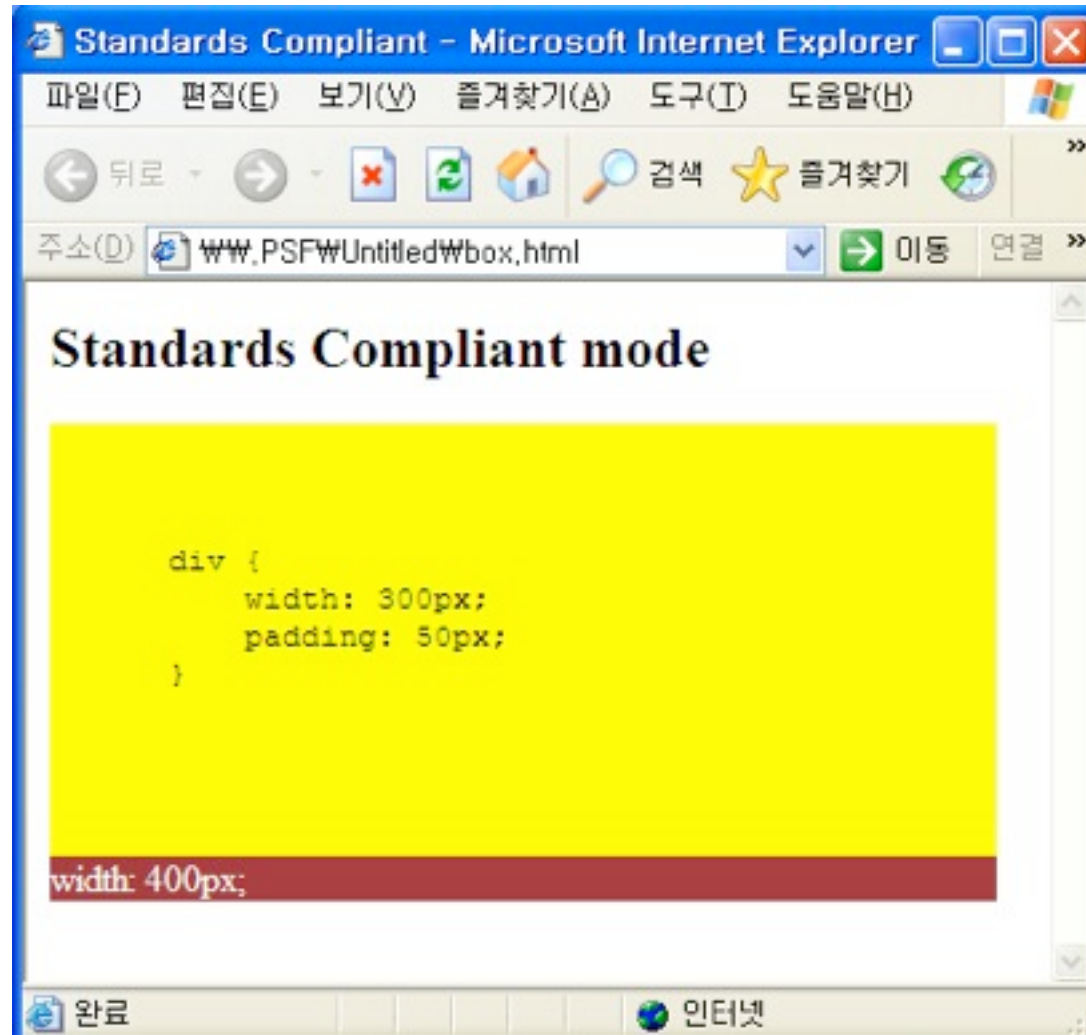 Standards Compliant - Microsoft Internet Explorer
파일(F) 편집(E) 보기(V) 즐겨찾기(A) 도구(T) 도움말(H)
뒤로 검색 즐겨찾기 »
주소(D) ₩₩.PSF₩Untitled₩box.html 이동 연결 »
Standards Compliant mode
div {
width: 300px;
padding: 50px;
}
width: 400px;
완료 인터넷